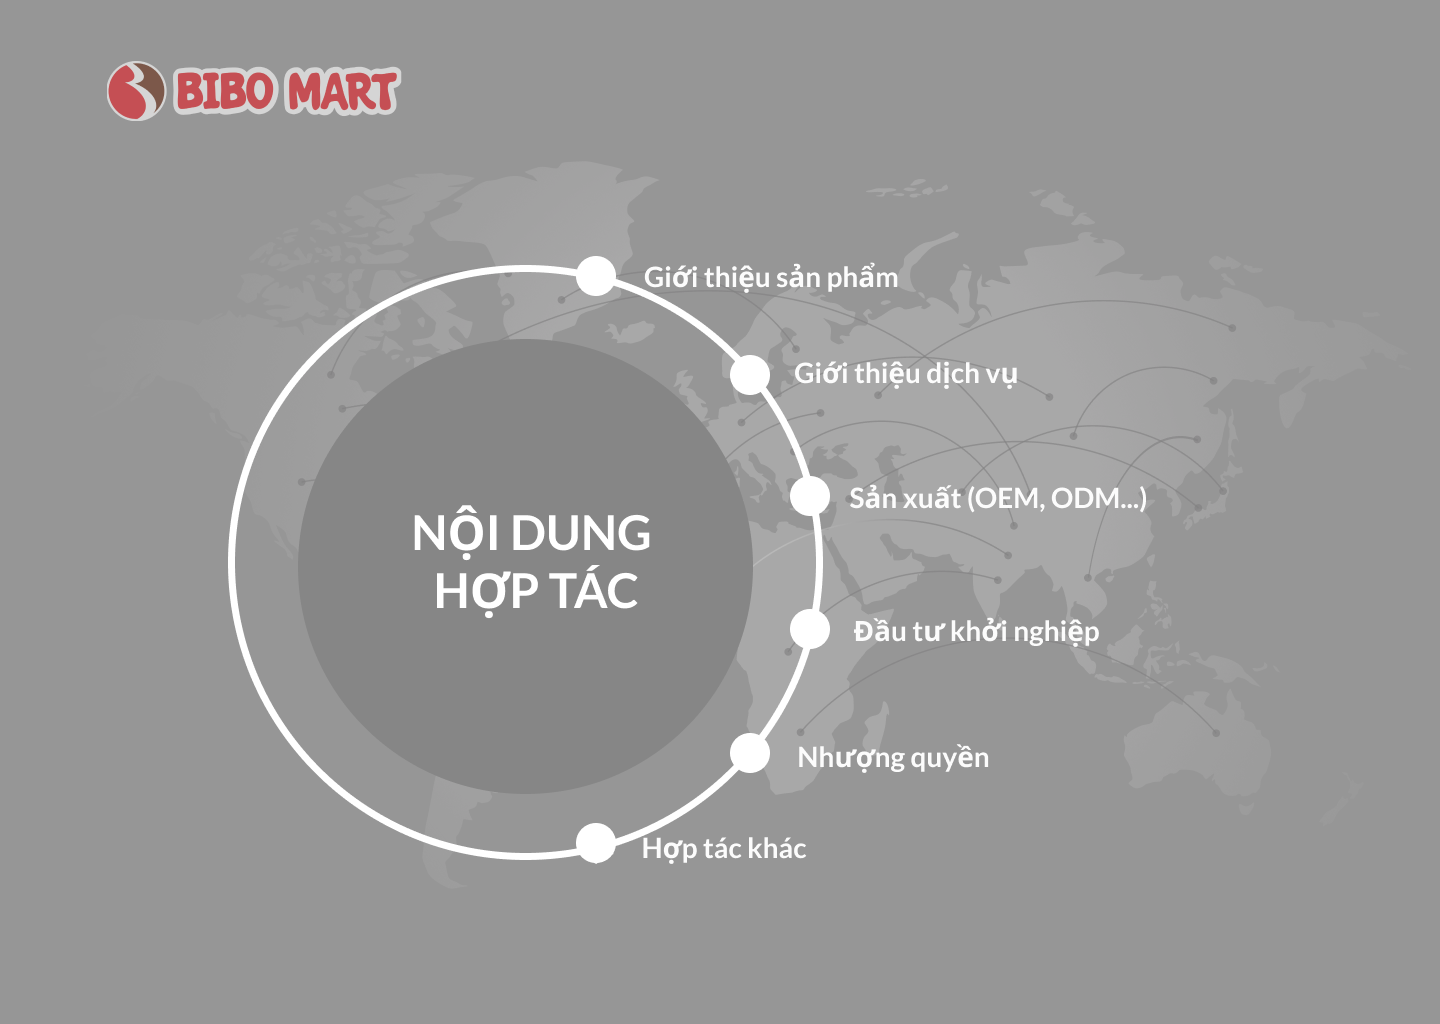 BIBO MART
Giới thiệu sản phẩm
Giới thiệu dịch vụ
Sản xuất (OEM, ODM...)
NỘI DUNG
HỢP TÁC
Đầu tư khởi nghiệp
Nhượng quyền
Hợp tác khác